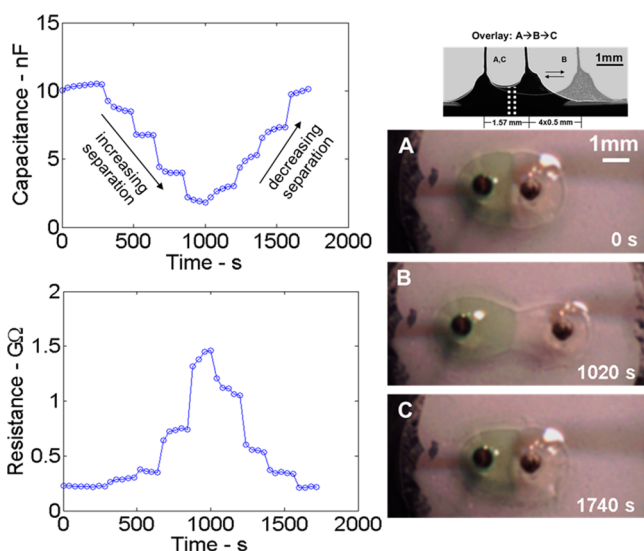 15
10
5
0
Capacitance - nF
increasing
separation
decreasing
separation
0 500 1000 1500 2000
Time - s
2
1.5
1
0.5
0
Resistance - GΩ
0 500 1000 1500 2000
Time - s
Overlay: A→B→C
A,C
B
1mm
1.57 mm
4x0.5 mm
A
1mm
0 s
B
1020 s
C
1740 s